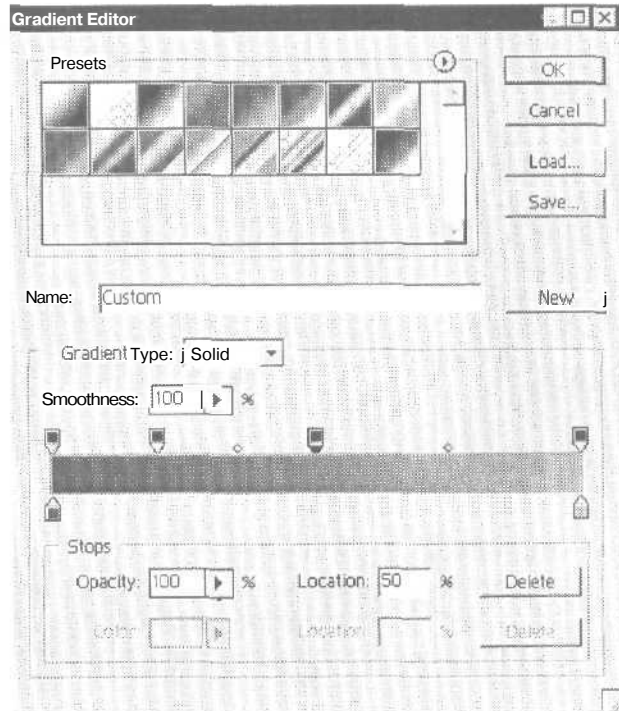 Gradient Editor
Presets
OK
Cancel
Load...
Save...
Name: Custom
New j
Gradient Type: j Solid
Smoothness: 100 %
Stops
Opacity: 100 % Location: 50 % Delete
Color: Location: % Delete